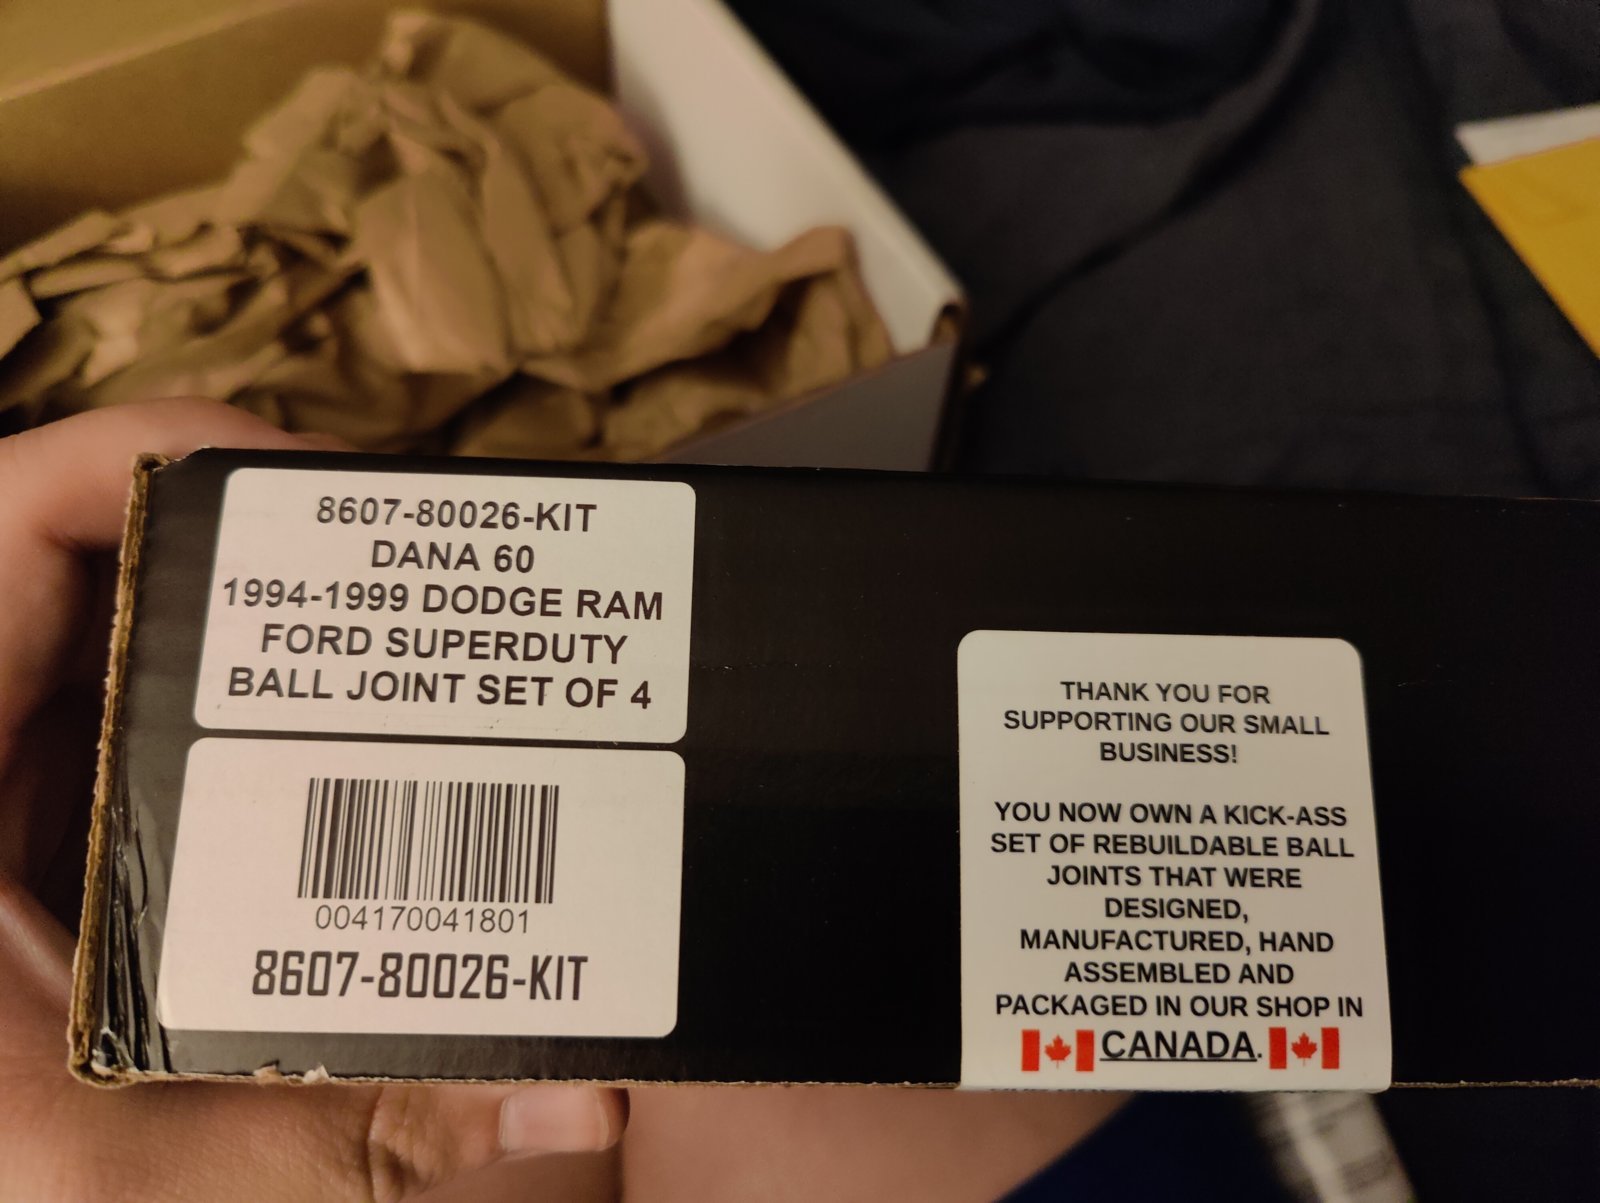 8607-80026-KIT
DANA 60
1994-1999 DODGE RAM
FORD SUPERDUTY
BALL JOINT SET OF 4
004170041801
8607-80026-KIT
THANK YOU FOR
SUPPORTING OUR SMALL
BUSINESS!
YOU NOW OWN A KICK-ASS
SET OF REBUILDABLE BALL
JOINTS THAT WERE
DESIGNED,
MANUFACTURED, HAND
ASSEMBLED AND
PACKAGED IN OUR SHOP IN
CANADA.